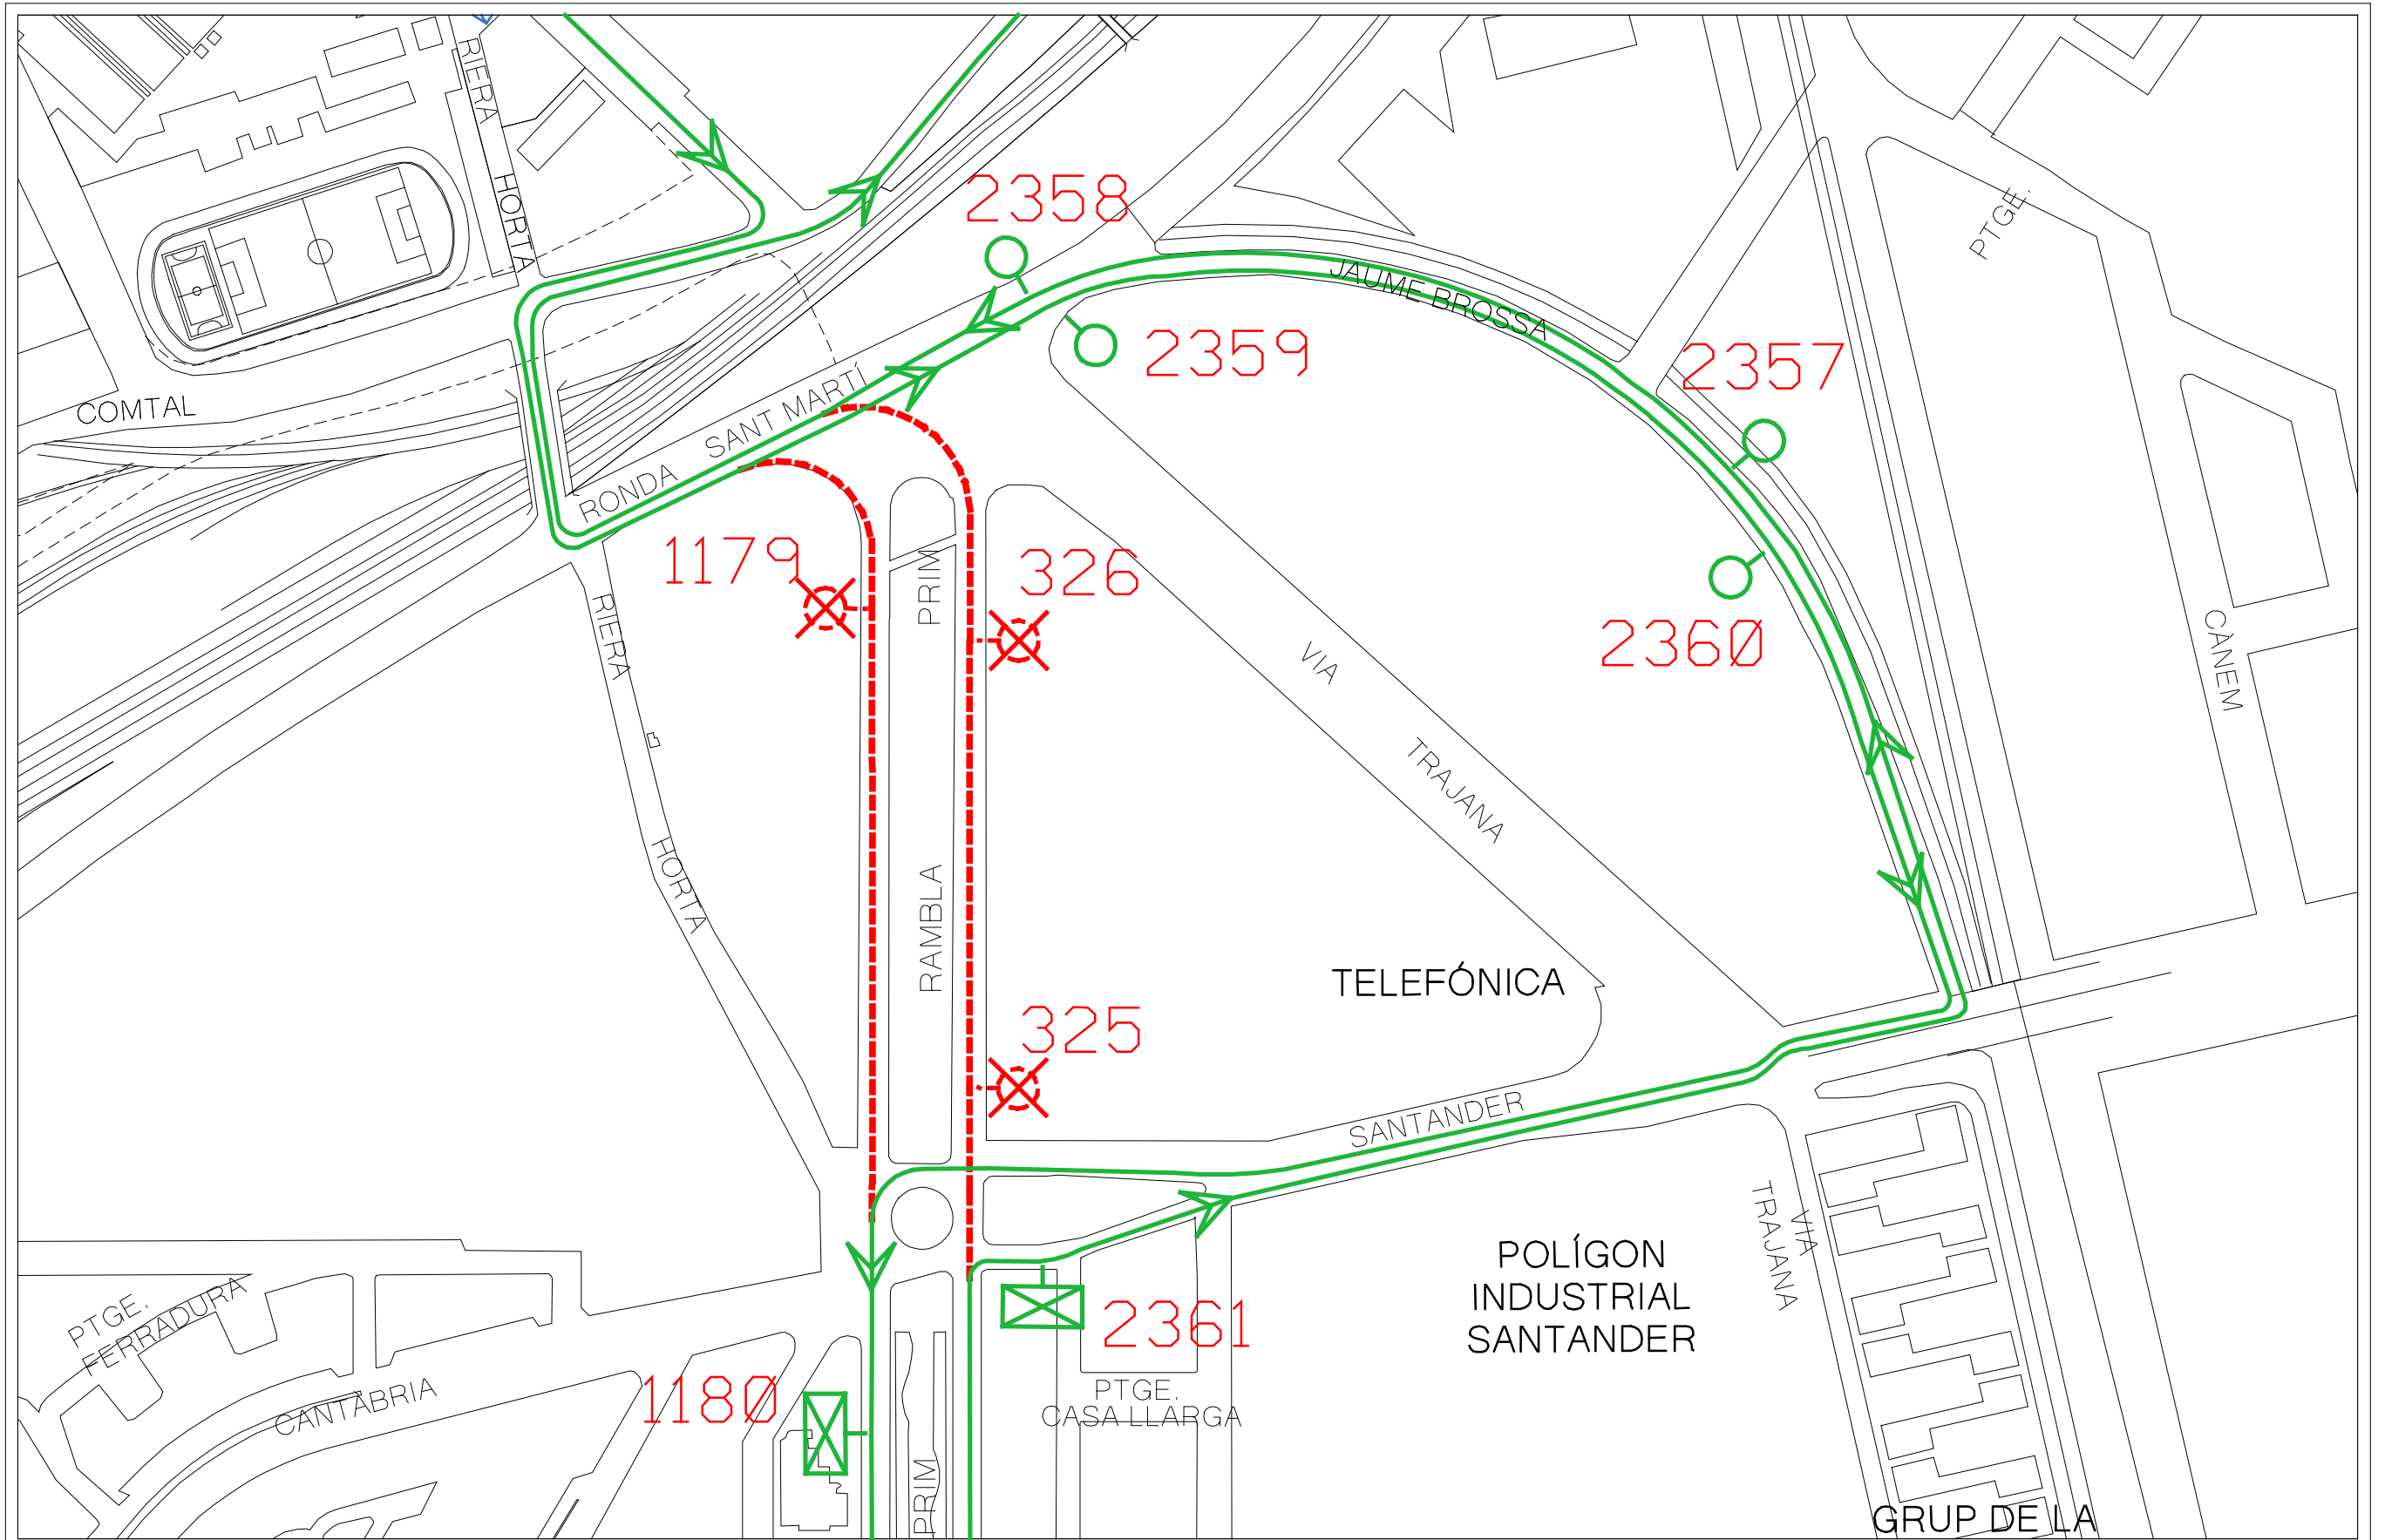 RIERA
HORTA
2358
PTGE.
JAUME BROSSA
2359
2357
COMTAL
RONDA SANT MARTÍ
1179
326
PRIM
RIERA
2360
CÀNEM
VIA
TRAJANA
HORTA
RAMBLA
TELEFÓNICA
325
SANTANDER
VIA
TRAJANA
POLÍGON
INDUSTRIAL
SANTANDER
PTGE.
FERRADURA
2361
1180
CANTÀBRIA
PTGE.
CASA LLARGA
PRIM
GRUP DE LA